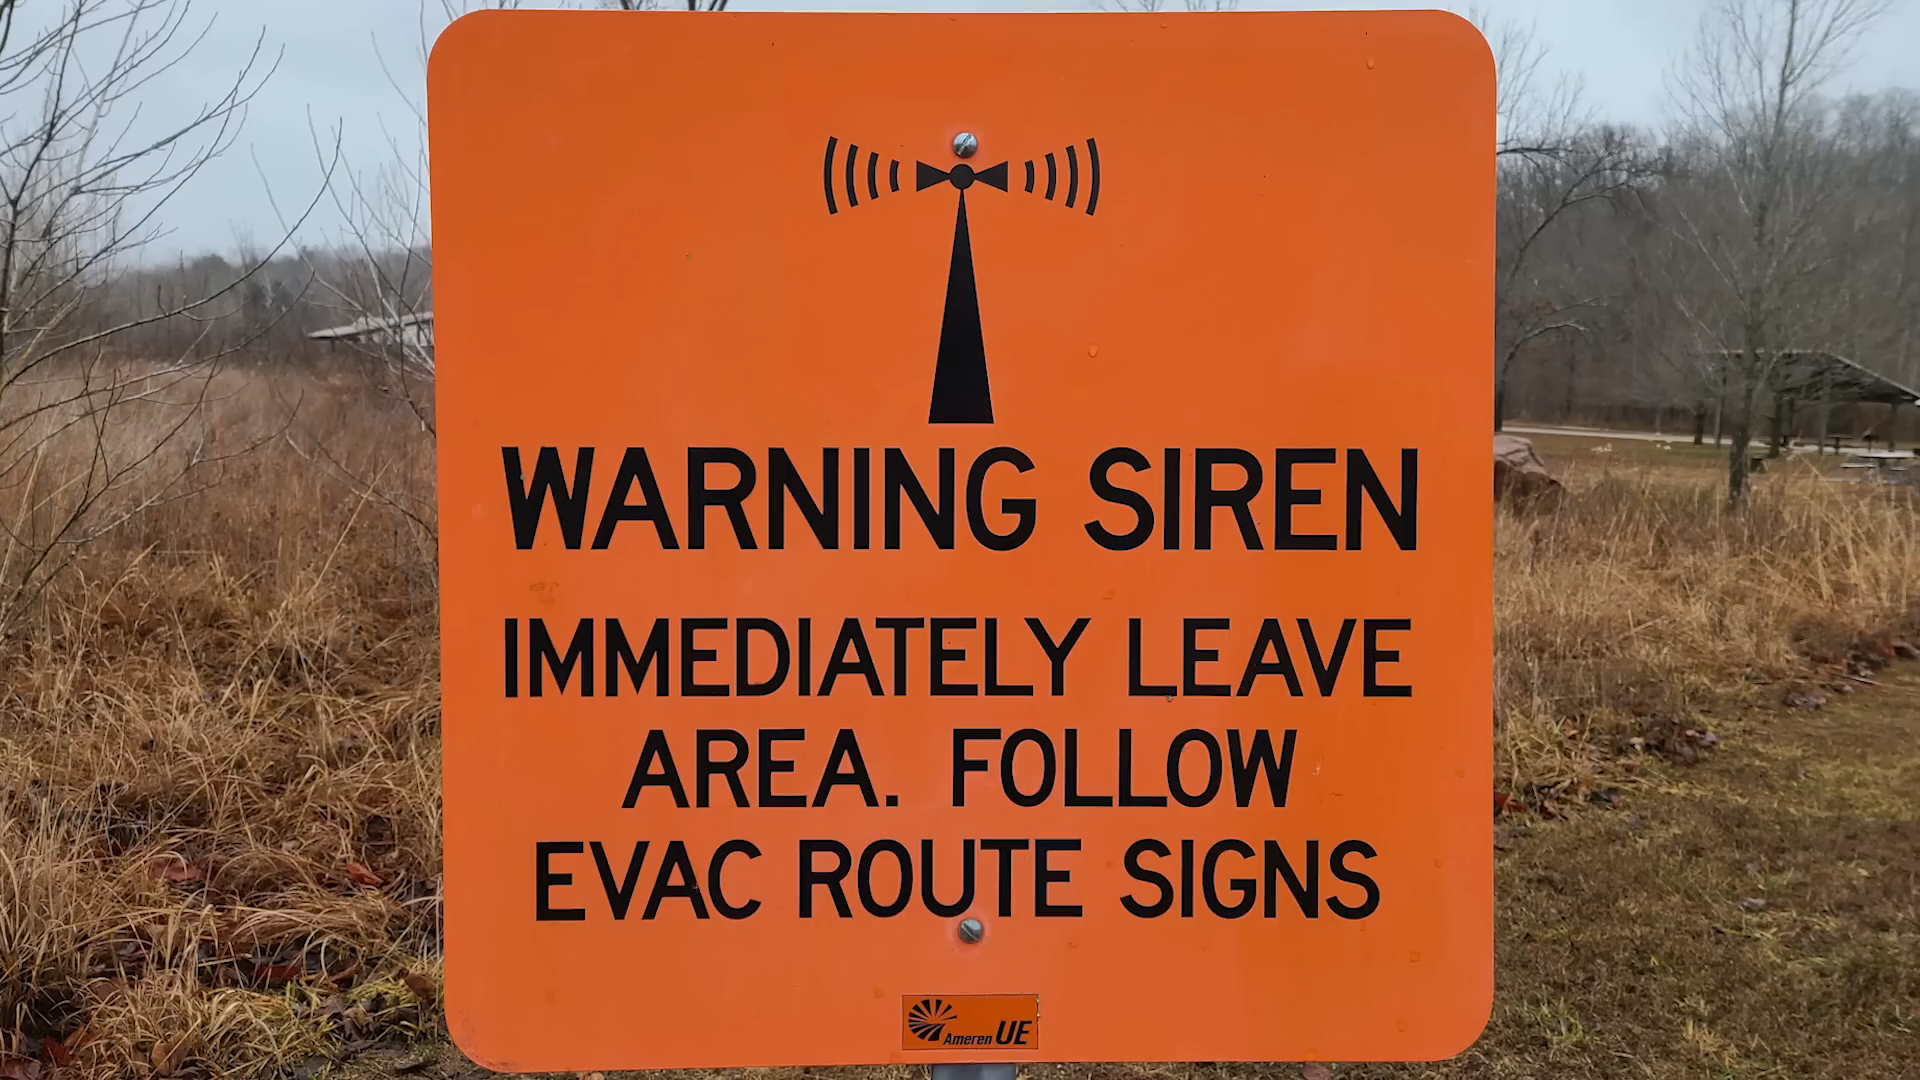 WARNING SIREN
IMMEDIATELY LEAVE
AREA. FOLLOW
EVAC ROUTE SIGNS
Ameren UE